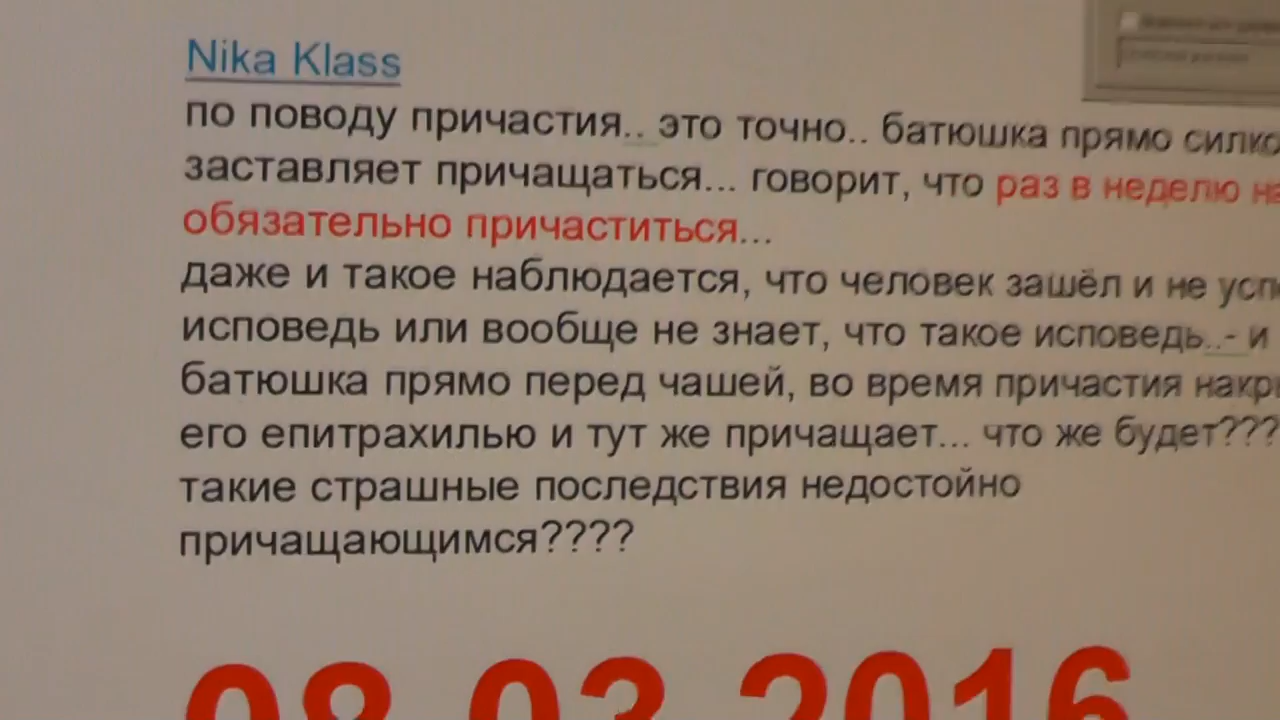 Nika Klass
по поводу причастия.. это точно.. батюшка прямо
заставляет причащаться... говорит, что раз в неделю
обязательно причаститься...
даже и такое наблюдается, что человек зашёл и не
исповедь или вообще не знает, что такое исповедь..- и
батюшка прямо перед чашей, во время причастия
его епитрахилью и тут же причащает... что же будет???
такие страшные последствия недостойно
причащающимся????
08.03.2016